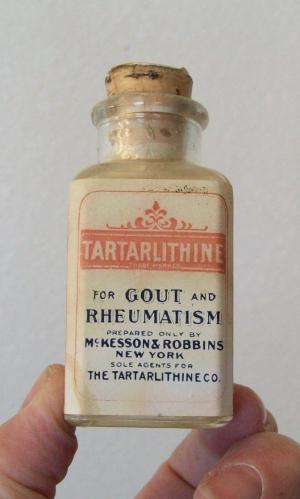 TARTARLITHINE
TRADE MARK
FOR GOUT AND
RHEUMATISM
PREPARED ONLY BY
McKESSON & ROBBINS
NEW YORK
SOLE AGENTS FOR
THE TARTARLITHINE CO.